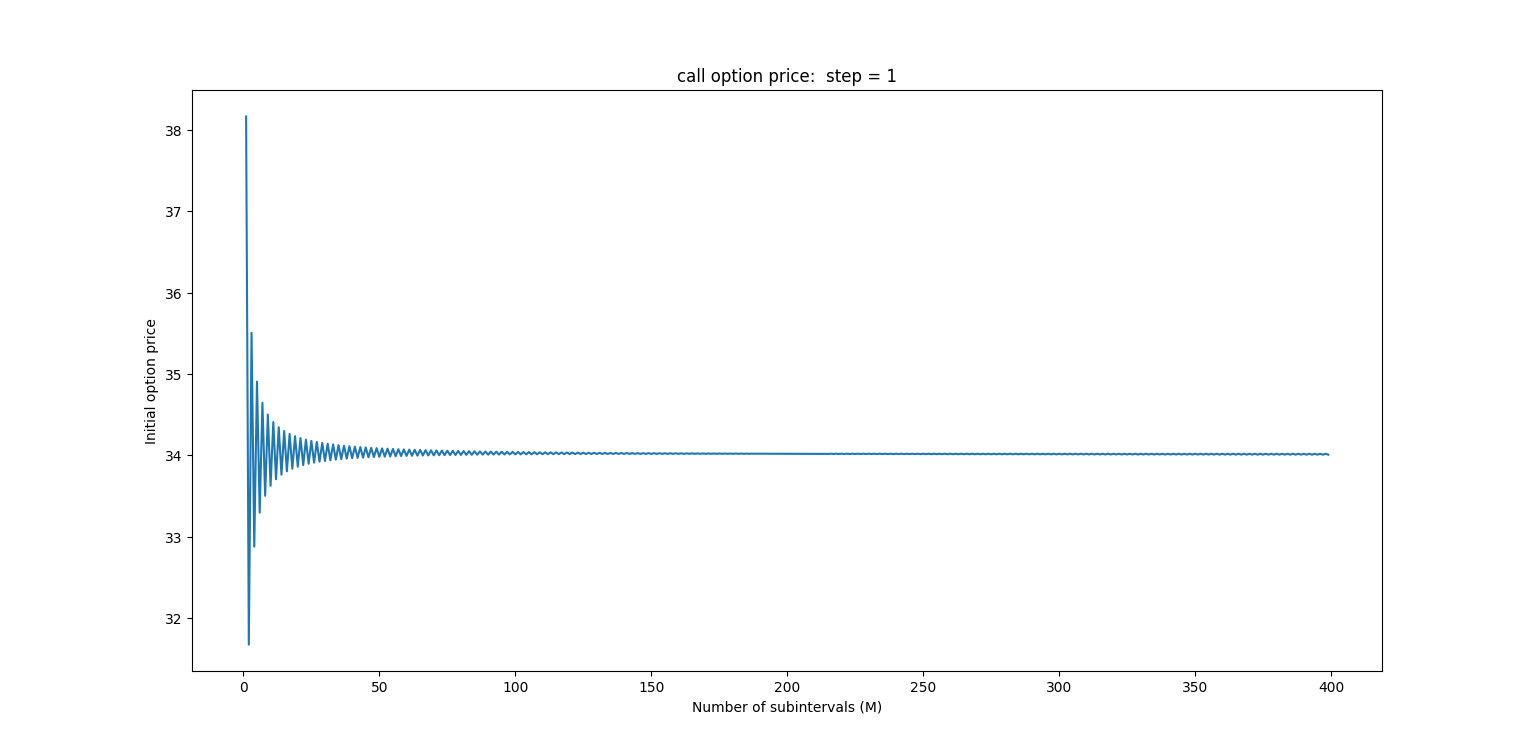 call option price:  step = 1
38
37
36
35
34
33
32
Initial option price
0 50 100 150 200 250 300 350 400
Number of subintervals (M)